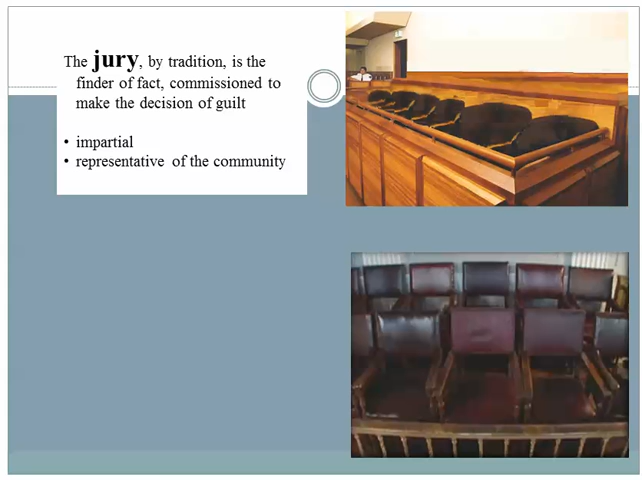 The jury, by tradition, is the
finder of fact, commissioned to
make the decision of guilt
• impartial
• representative of the community